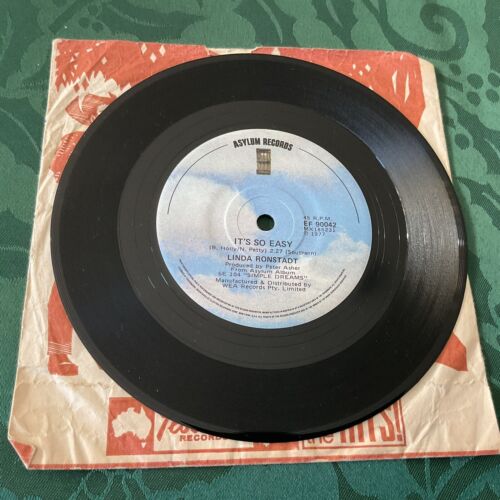 ASYLUM RECORDS
45 R.P.M.
EF 90042
MX145231
℗ 1977
IT'S SO EASY
(B. Holly/N. Petty) 2:27 (Southern)
LINDA RONSTADT
Produced by Peter Asher
From Asylum Album
SE 104 "SIMPLE DREAMS"
Manufactured & Distributed by
WEA Records Pty. Limited
RECORDS
the HITS!